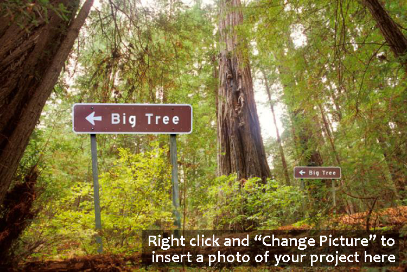 Big Tree
Big Tree
Right click and “Change Picture” to
insert a photo of your project here